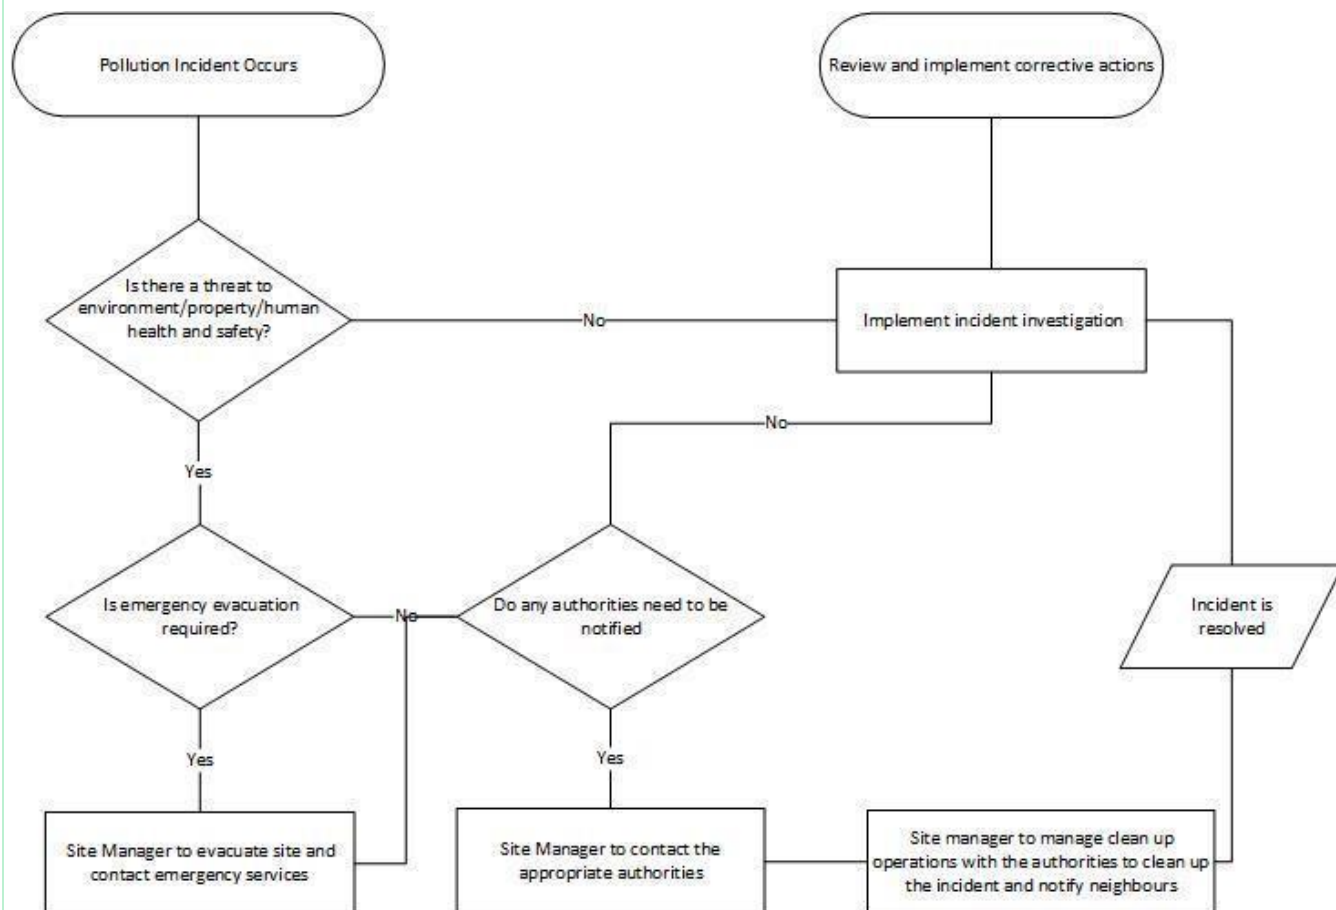 Pollution Incident Occurs
Review and implement corrective actions
Is there a threat to
environment/property/human
health and safety?
No
Implement incident investigation
No
Yes
Is emergency evacuation
required?
No
Do any authorities need to be
notified
Incident is
resolved
Yes
Yes
Site Manager to evacuate site and
contact emergency services
Site Manager to contact the
appropriate authorities
Site manager to manage clean up
operations with the authorities to clean up
the incident and notify neighbours